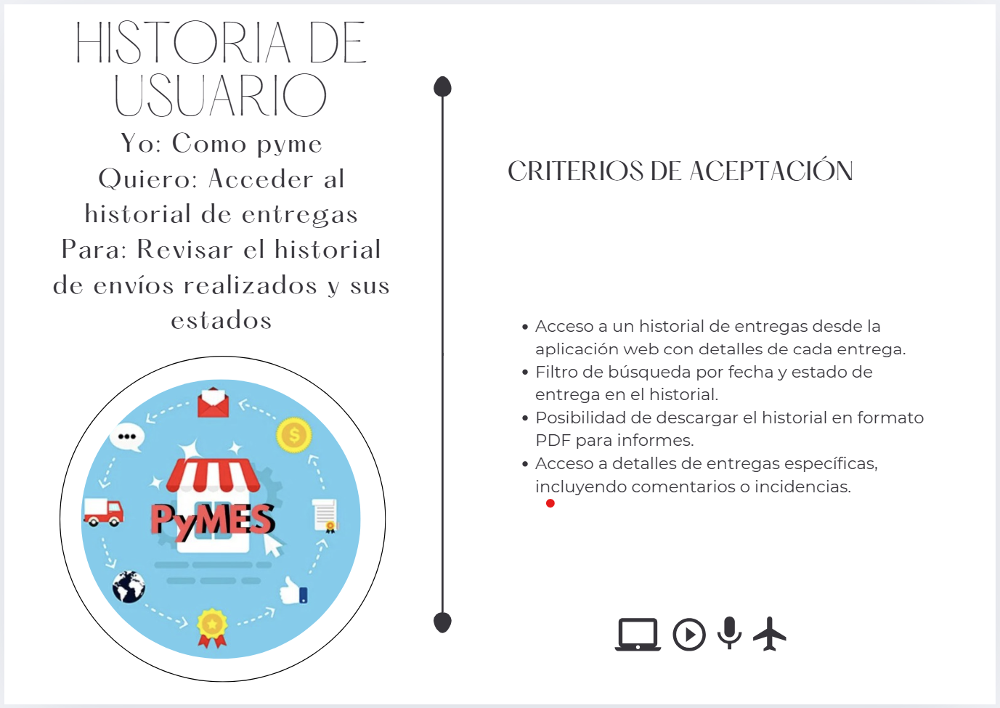 HISTORIA DE
USUARIO
Yo: Como pyme
Quiero: Acceder al
historial de entregas
Para: Revisar el historial
de envíos realizados y sus
estados
PyMES
CRITERIOS DE ACEPTACIÓN
• Acceso a un historial de entregas desde la
aplicación web con detalles de cada entrega.
• Filtro de búsqueda por fecha y estado de
entrega en el historial.
• Posibilidad de descargar el historial en formato
PDF para informes.
• Acceso a detalles de entregas específicas,
incluyendo comentarios o incidencias.